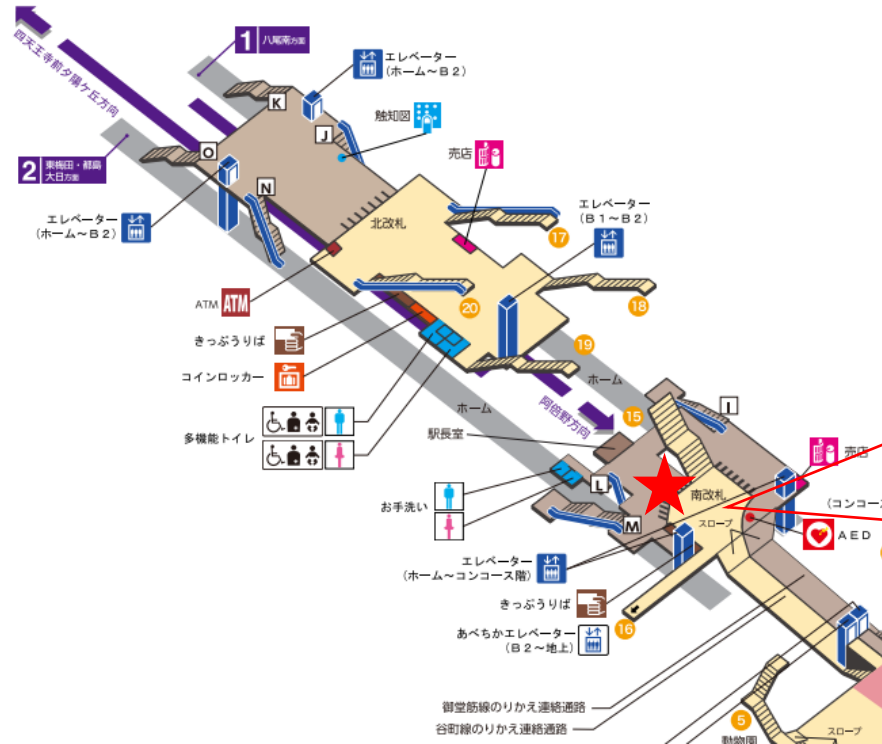 四天王寺前夕陽ケ丘方向
1 八尾南方面
エレベーター
(ホーム〜B2)
K
触知図
J
売店
O
2 東梅田・都島
大日方面
N
エレベーター
(ホーム〜B2)
エレベーター
(B1〜B2)
北改札
17
ATM ATM
20
18
きっぷうりば
19
コインロッカー
ホーム
多機能トイレ
ホーム
阿倍野方向
15
I
駅長室
売店
L
南改札
お手洗い
M
スロープ
(コンコース
AED
エレベーター
(ホーム〜コンコース階)
きっぷうりば
16
あべちかエレベーター
(B2〜地上)
御堂筋線のりかえ連絡通路
谷町線のりかえ連絡通路
5
動物園
スロープ